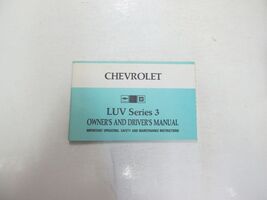 CHEVROLET
LUV Series 3
OWNER'S AND DRIVER'S MANUAL
IMPORTANT OPERATING, SAFETY AND MAINTENANCE INSTRUCTIONS